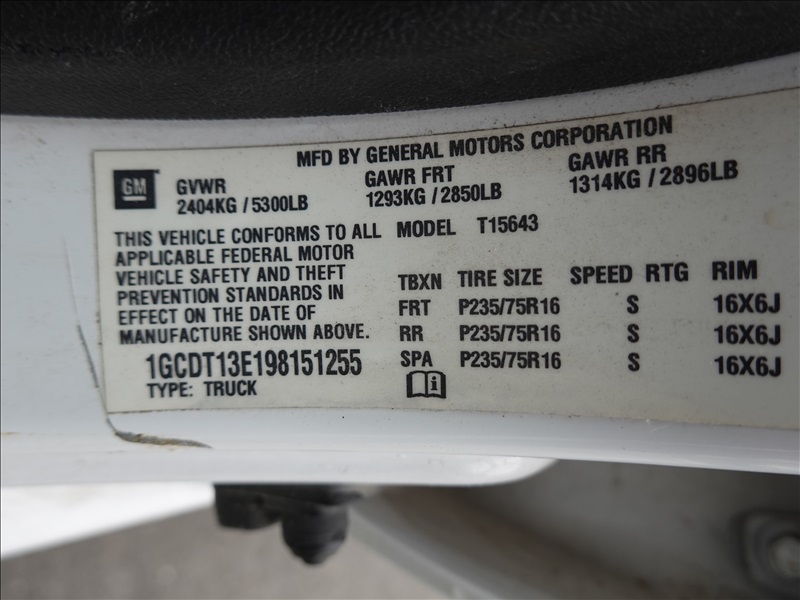 MFD BY GENERAL MOTORS CORPORATION
GM
GVWR GAWR FRT GAWR RR
2404KG / 5300LB 1293KG / 2850LB 1314KG / 2896LB
THIS VEHICLE CONFORMS TO ALL MODEL T15643
APPLICABLE FEDERAL MOTOR
VEHICLE SAFETY AND THEFT
PREVENTION STANDARDS IN
EFFECT ON THE DATE OF
MANUFACTURE SHOWN ABOVE.
TBXN TIRE SIZE SPEED RTG RIM
FRT P235/75R16 S 16X6J
RR P235/75R16 S 16X6J
SPA P235/75R16 S 16X6J
1GCDT13E198151255
TYPE: TRUCK